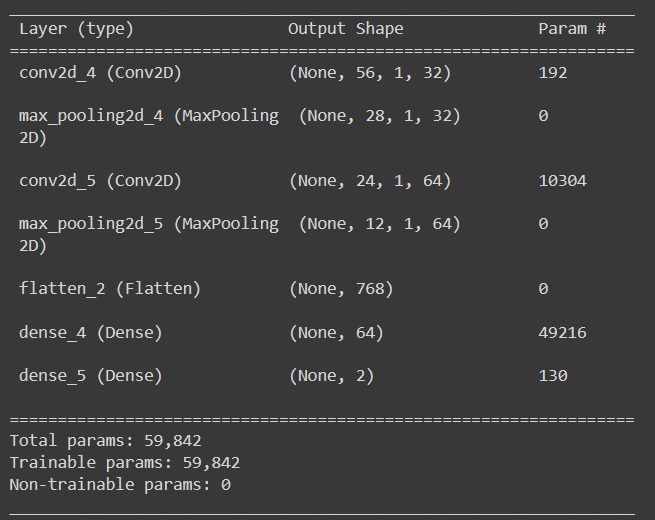 Layer (type) Output Shape Param #
=================================================================
conv2d_4 (Conv2D) (None, 56, 1, 32) 192
max_pooling2d_4 (MaxPooling (None, 28, 1, 32) 0
2D)
conv2d_5 (Conv2D) (None, 24, 1, 64) 10304
max_pooling2d_5 (MaxPooling (None, 12, 1, 64) 0
2D)
flatten_2 (Flatten) (None, 768) 0
dense_4 (Dense) (None, 64) 49216
dense_5 (Dense) (None, 2) 130
=================================================================
Total params: 59,842
Trainable params: 59,842
Non-trainable params: 0